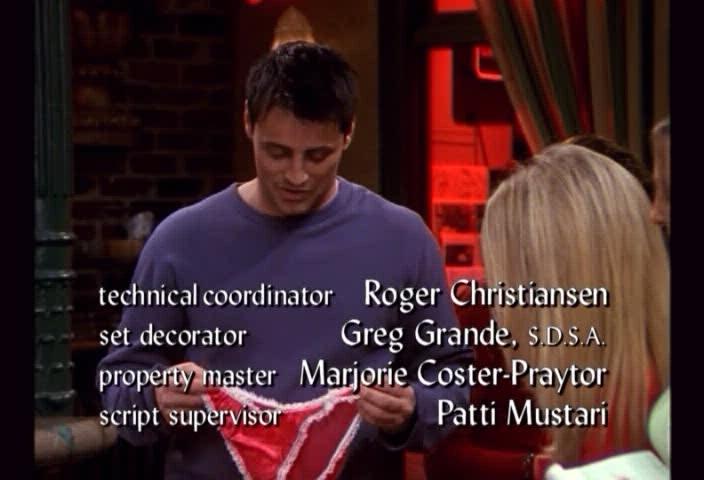 technical coordinator Roger Christiansen
set decorator Greg Grande, S.D.S.A.
property master Marjorie Coster-Praytor
script supervisor Patti Mustari